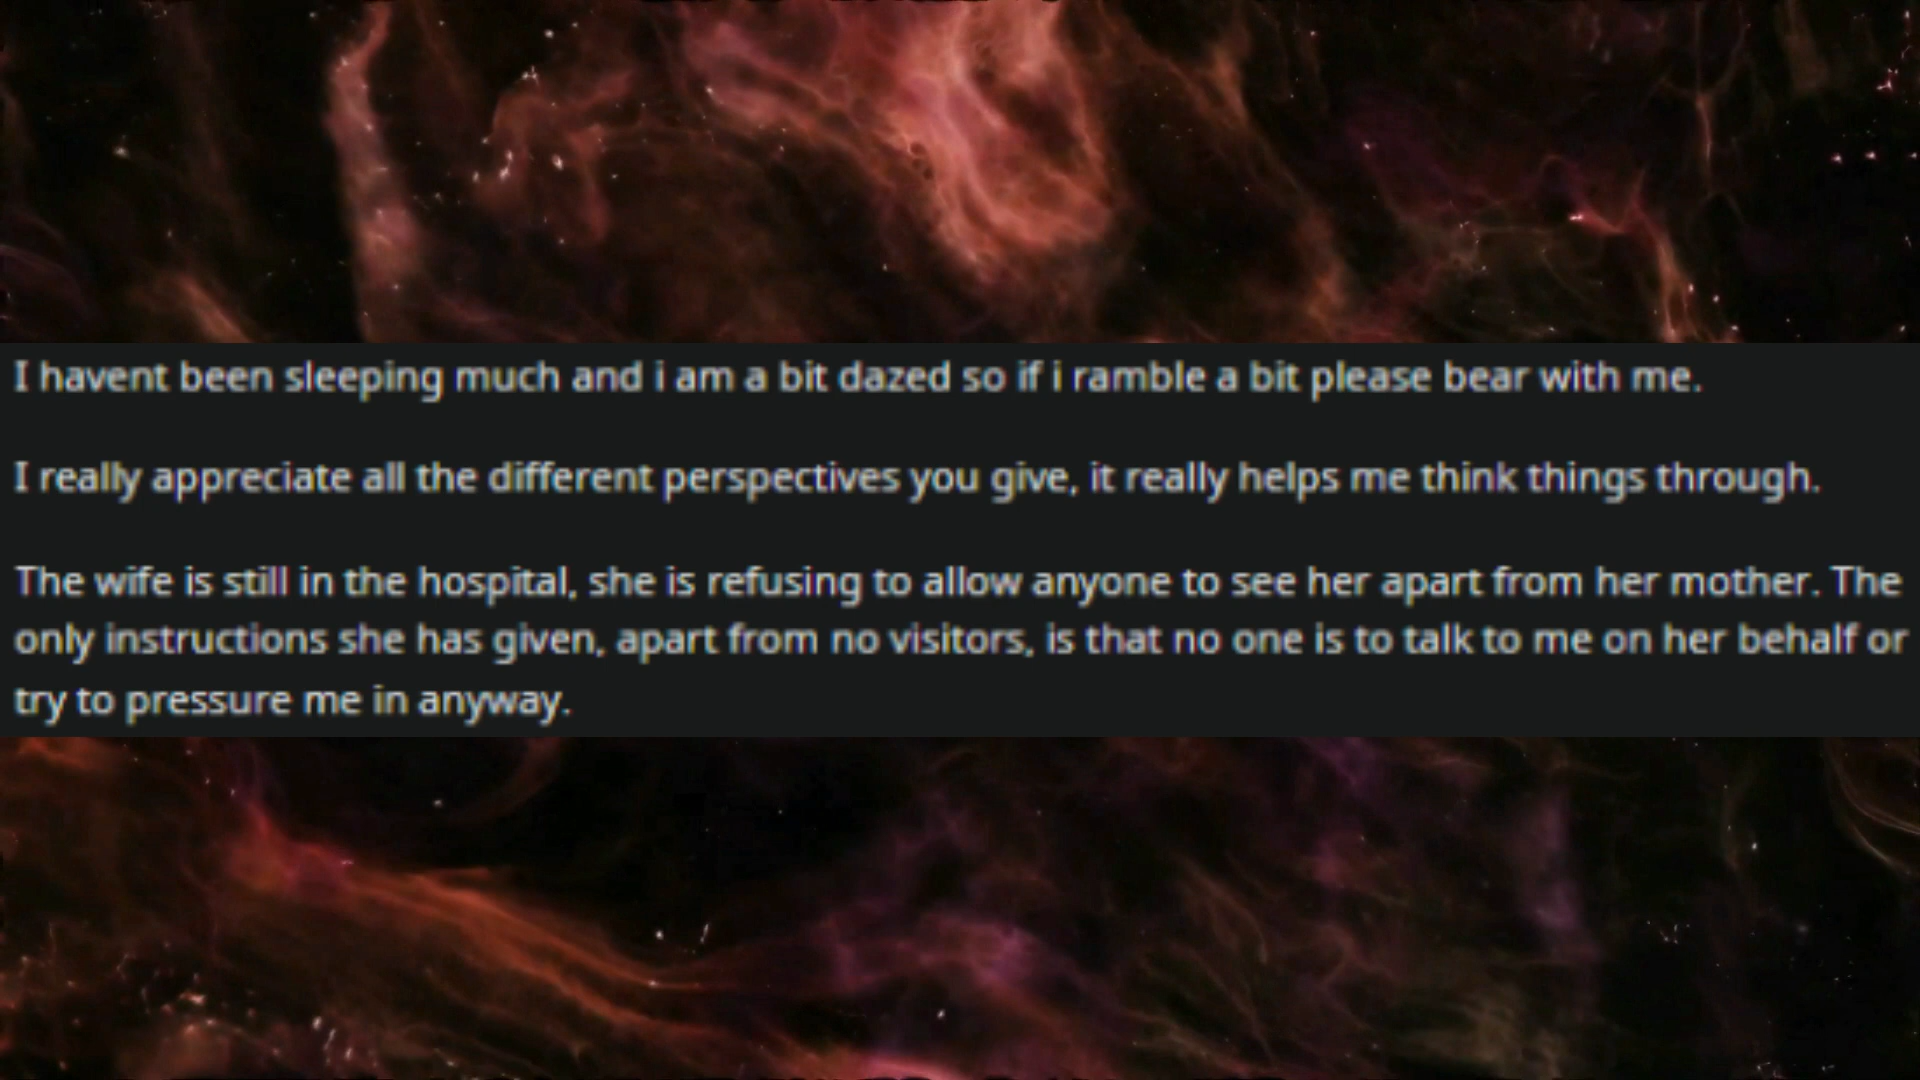 I havent been sleeping much and i am a bit dazed so if i ramble a bit please bear with me.
I really appreciate all the different perspectives you give, it really helps me think things through.
The wife is still in the hospital, she is refusing to allow anyone to see her apart from her mother. The
only instructions she has given, apart from no visitors, is that no one is to talk to me on her behalf or
try to pressure me in anyway.